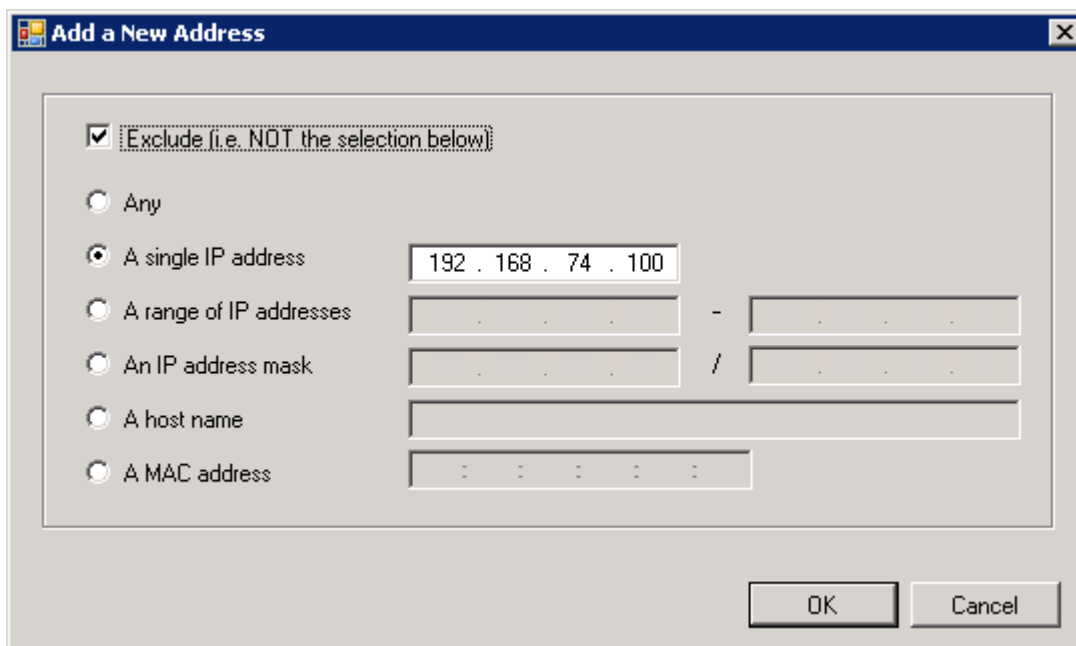 Add a New Address
Exclude (i.e. NOT the selection below)
Any
A single IP address 192 . 168 . 74 . 100
A range of IP addresses . . . - . . .
An IP address mask . . . / . . .
A host name
A MAC address : : : : :
OK Cancel